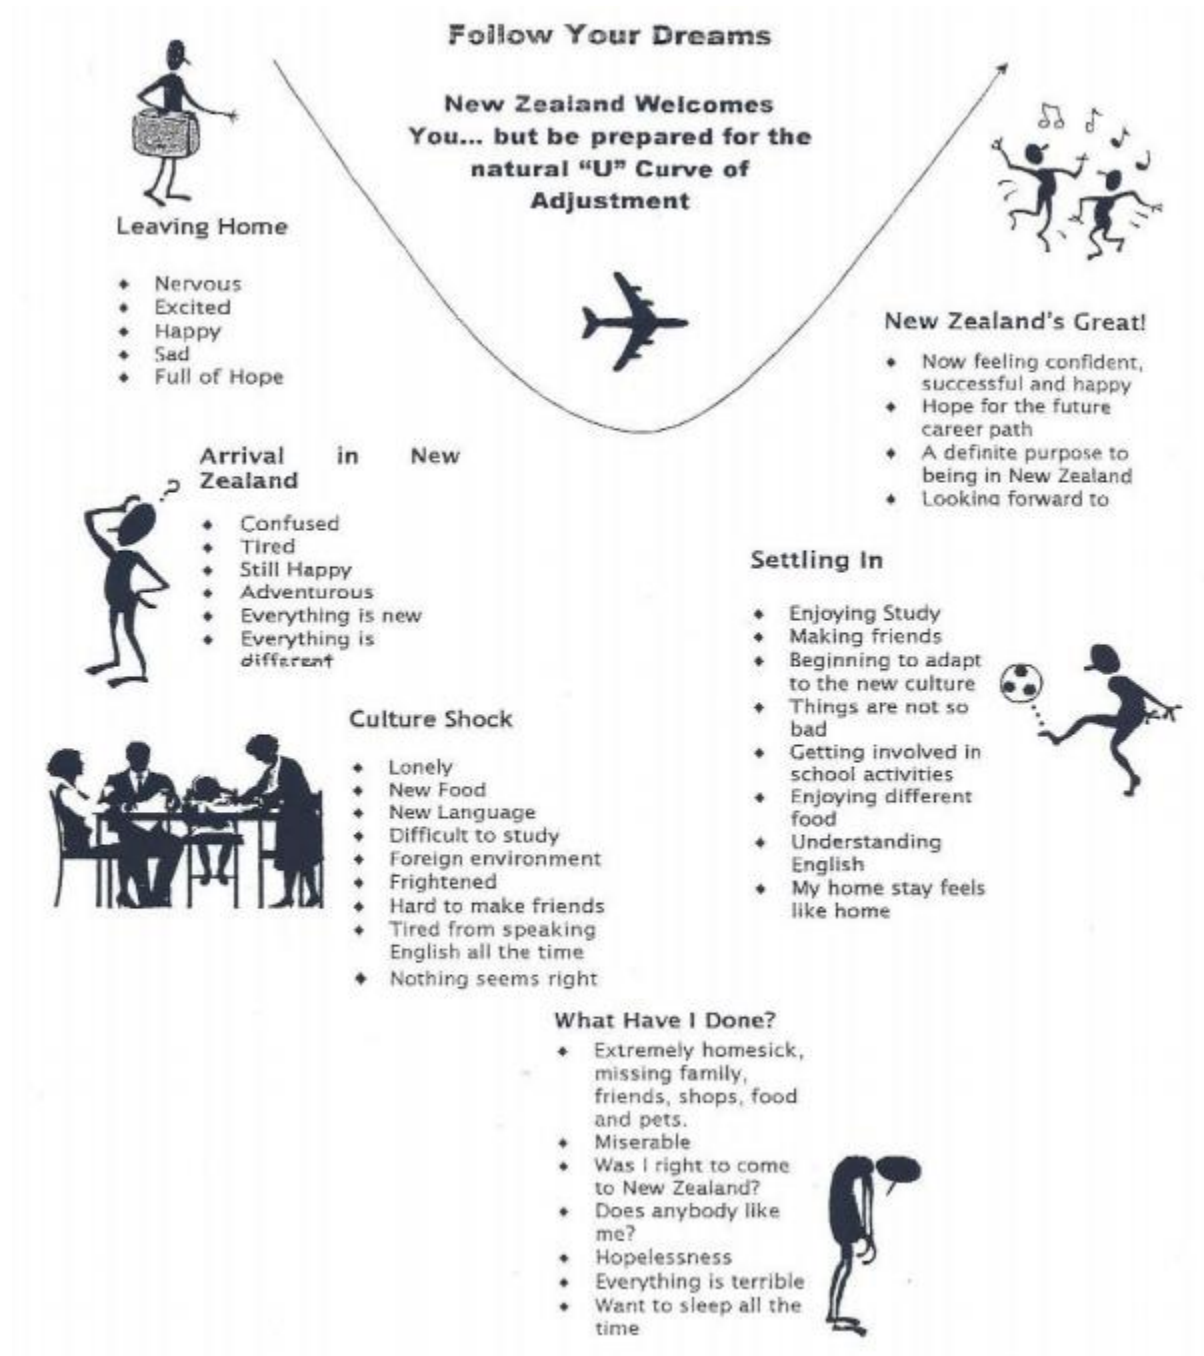 Follow Your Dreams
New Zealand Welcomes
You... but be prepared for the
natural “U” Curve of
Adjustment
Leaving Home
Nervous
Excited
Happy
Sad
Full of Hope
Arrival in New
Zealand
Confused
Tired
Still Happy
Adventurous
Everything is new
Everything is
different
?
Culture Shock
Lonely
New Food
New Language
Difficult to study
Foreign environment
Frightened
Hard to make friends
Tired from speaking
English all the time
Nothing seems right
What Have I Done?
Extremely homesick,
missing family,
friends, shops, food
and pets.
Miserable
Was I right to come
to New Zealand?
Does anybody like
me?
Hopelessness
Everything is terrible
Want to sleep all the
time
Settling In
Enjoying Study
Making friends
Beginning to adapt
to the new culture
Things are not so
bad
Getting involved in
school activities
Enjoying different
food
Understanding
English
My home stay feels
like home
New Zealand's Great!
Now feeling confident,
successful and happy
Hope for the future
career path
A definite purpose to
being in New Zealand
Looking forward to